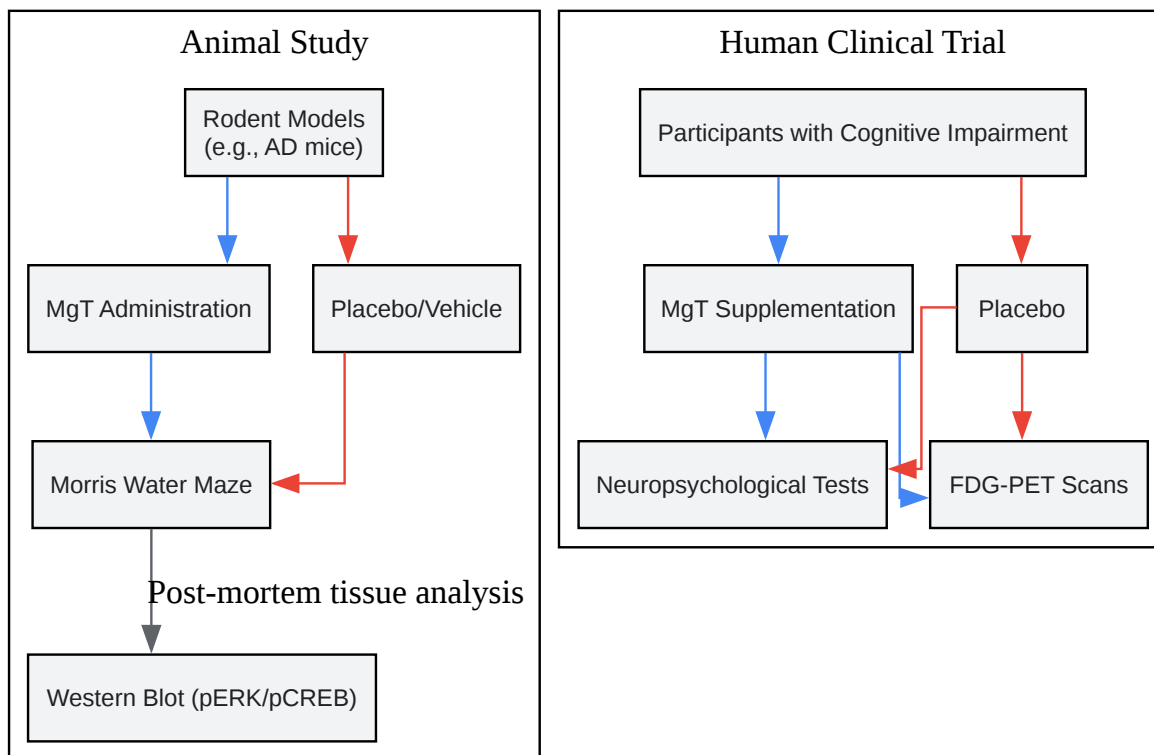 Animal Study
Rodent Models
(e.g., AD mice)
MgT Administration
Placebo/Vehicle
Morris Water Maze
Post-mortem tissue analysis
Western Blot (pERK/pCREB)
Human Clinical Trial
Participants with Cognitive Impairment
MgT Supplementation
Placebo
Neuropsychological Tests
FDG-PET Scans